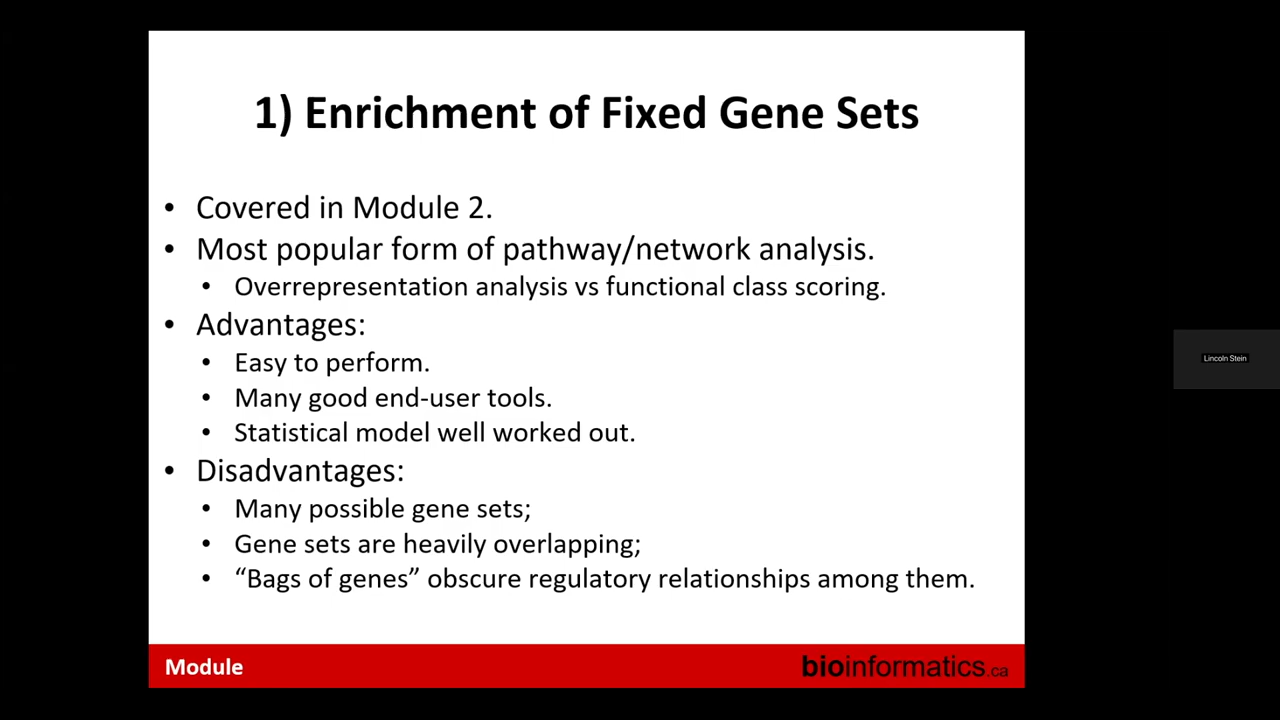 1) Enrichment of Fixed Gene Sets
• Covered in Module 2.
• Most popular form of pathway/network analysis.
• Overrepresentation analysis vs functional class scoring.
• Advantages:
• Easy to perform.
• Many good end-user tools.
• Statistical model well worked out.
• Disadvantages:
• Many possible gene sets;
• Gene sets are heavily overlapping;
• “Bags of genes” obscure regulatory relationships among them.
Lincoln Stein
Module
bioinformatics.ca